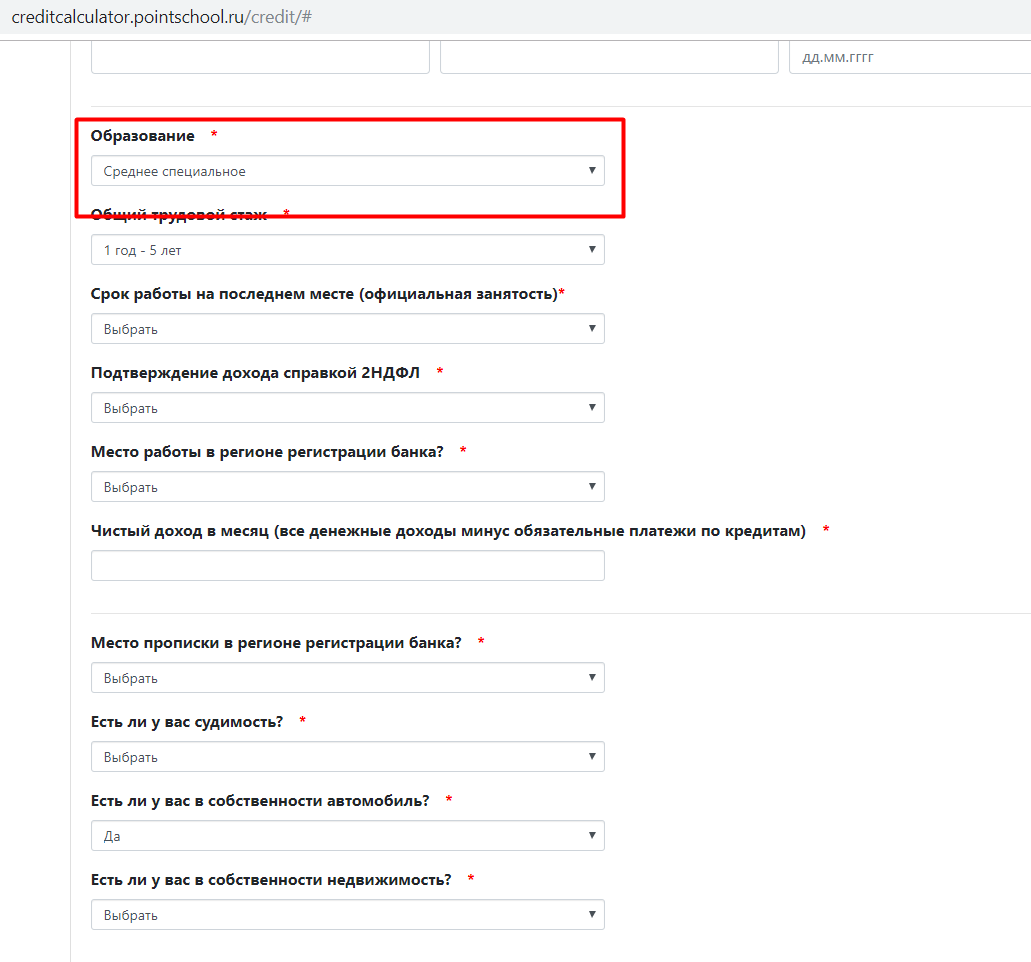 creditcalculator.pointschool.ru/credit/#
дд.мм.гггг
Образование *
Среднее специальное
Общий трудовой стаж *
1 год - 5 лет
Срок работы на последнем месте (официальная занятость)*
Выбрать
Подтверждение дохода справкой 2НДФЛ *
Выбрать
Место работы в регионе регистрации банка? *
Выбрать
Чистый доход в месяц (все денежные доходы минус обязательные платежи по кредитам) *
Место прописки в регионе регистрации банка? *
Выбрать
Есть ли у вас судимость? *
Выбрать
Есть ли у вас в собственности автомобиль? *
Да
Есть ли у вас в собственности недвижимость? *
Выбрать